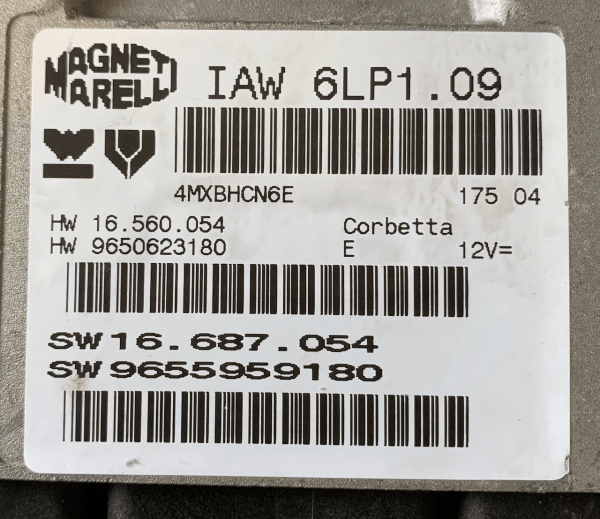 MAGNETI
MARELLI
IAW 6LP1.09
4MXBHCN6E 175 04
HW 16.560.054 Corbetta
HW 9650623180 E 12V=
SW 16.687.054
SW 9655959180